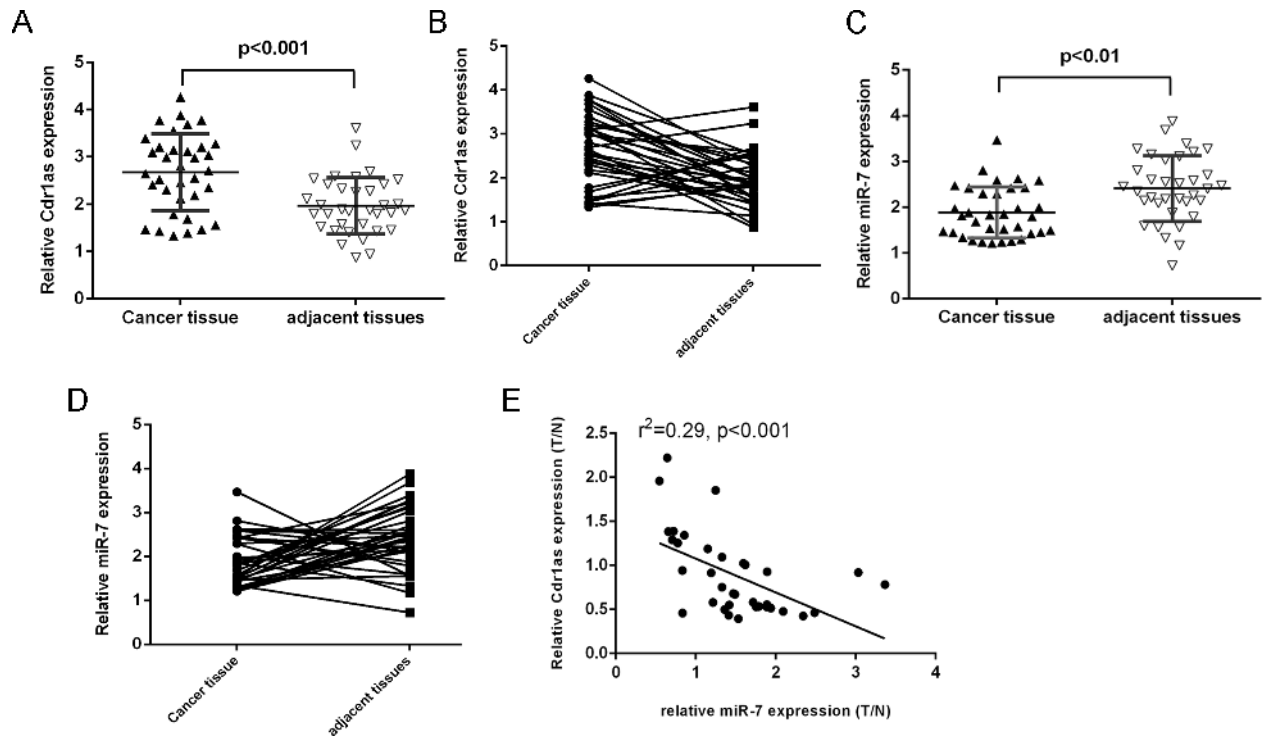 A
p<0.001
Relative Cdr1as expression
5
4
3
2
1
0
Cancer tissue
adjacent tissues
B
Relative Cdr1as expression
5
4
3
2
1
0
Cancer tissue
adjacent tissues
C
p<0.01
Relative miR-7 expression
5
4
3
2
1
0
Cancer tissue
adjacent tissues
D
Relative miR-7 expression
5
4
3
2
1
0
Cancer tissue
adjacent tissues
E
r²=0.29, p<0.001
Relative Cdr1as expression (T/N)
2.5
2.0
1.5
1.0
0.5
0.0
0 1 2 3 4
relative miR-7 expression (T/N)